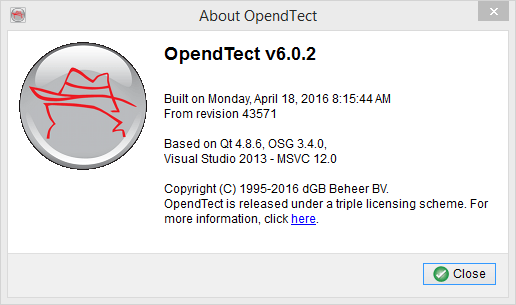 About OpendTect
OpendTect v6.0.2
Built on Monday, April 18, 2016 8:15:44 AM
From revision 43571
Based on Qt 4.8.6, OSG 3.4.0,
Visual Studio 2013 - MSVC 12.0
Copyright (C) 1995-2016 dGB Beheer BV.
OpendTect is released under a triple licensing scheme. For
more information, click here.
Close